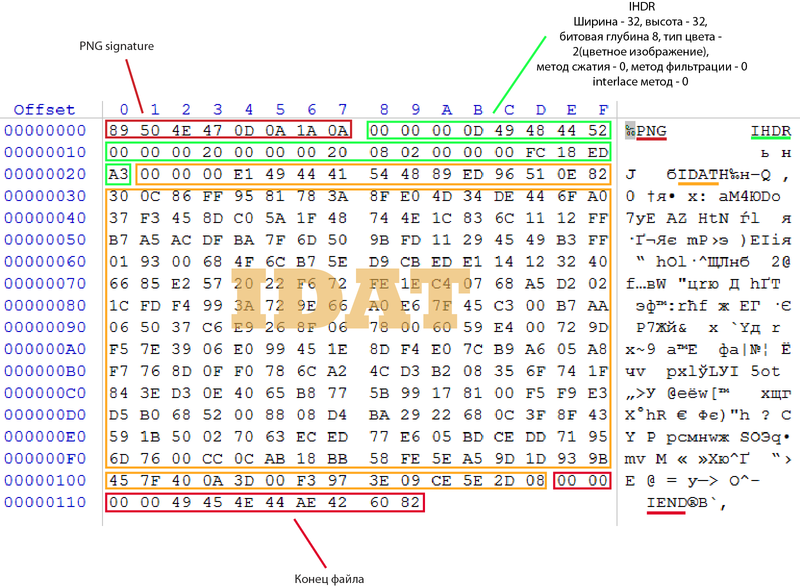 IHDR
Ширина - 32, высота - 32,
битовая глубина 8, тип цвета -
2(цветное изображение),
метод сжатия - 0, метод фильтрации - 0
interlace метод - 0
PNG signature
Offset 0 1 2 3 4 5 6 7 8 9 A B C D E F
00000000 89 50 4E 47 0D 0A 1A 0A 00 00 00 0D 49 48 44 52 ‰PNG IHDR
00000010 00 00 00 20 00 00 00 20 08 02 00 00 00 FC 18 ED ь н
00000020 A3 00 00 00 E1 49 44 41 54 48 89 ED 96 51 0E 82 Ј бIDATH‰н–Q ‚
00000030 30 0C 86 FF 95 81 78 3A 8F E0 4D 34 DE 44 6F A0 0 †я• x: аM4ЮDo
00000040 37 F3 45 8D C0 5A 1F 48 74 4E 1C 83 6C 11 12 FF 7уE AZ HtN ѓl я
00000050 B7 A5 AC DF BA 7F 6D 50 9B FD 11 29 45 49 B3 FF ·Ґ¬Яє mP›э )EIія
00000060 01 93 00 68 4F 6C B7 5E D9 CB ED E1 14 12 32 40 “ hOl·^ЩЛнб 2@
00000070 66 85 E2 57 20 22 F6 72 FE 1E C4 07 68 A5 D2 02 f…вW "цrю Д hҐТ
00000080 1C FD F4 99 3A 72 9E 66 A0 E6 7F 45 C3 00 B7 AA эф™:rћf ж EГ ·Є
00000090 06 50 37 C6 E9 26 8F 06 78 00 60 59 E4 00 72 9D P7Жй& x `Yд r
000000A0 F5 7E 39 06 E0 99 45 1E 8D F4 E0 7C B9 A6 05 A8 х~9 а™E фа|№¦ Ё
000000B0 F7 76 8D 0F F0 78 6C A2 4C D3 B2 08 35 6F 74 1F чv рxlўLУІ 5ot
000000C0 84 3E D3 0E 40 65 B8 77 5B 99 17 81 00 F5 F9 E3 „>У @eёw[™ хщг
000000D0 D5 B0 68 52 00 88 08 D4 BA 29 22 68 0C 3F 8F 43 Х°hR € Фє)"h ? C
000000E0 59 1B 50 02 70 63 EC ED 77 E6 05 BD CE DD 71 95 Y P pcмнwж ЅОЭq•
000000F0 6D 76 00 CC 0C AB 18 BB 58 FE 5E A5 9D 1D 93 9B mv М « »Xю^Ґ “›
00000100 45 7F 40 0A 3D 00 F3 97 3E 09 CE 5E 2D 08 00 00 E @ = у—> О^-
00000110 00 00 49 45 4E 44 AE 42 60 82 IEND®B`‚
IDAT
Конец файла